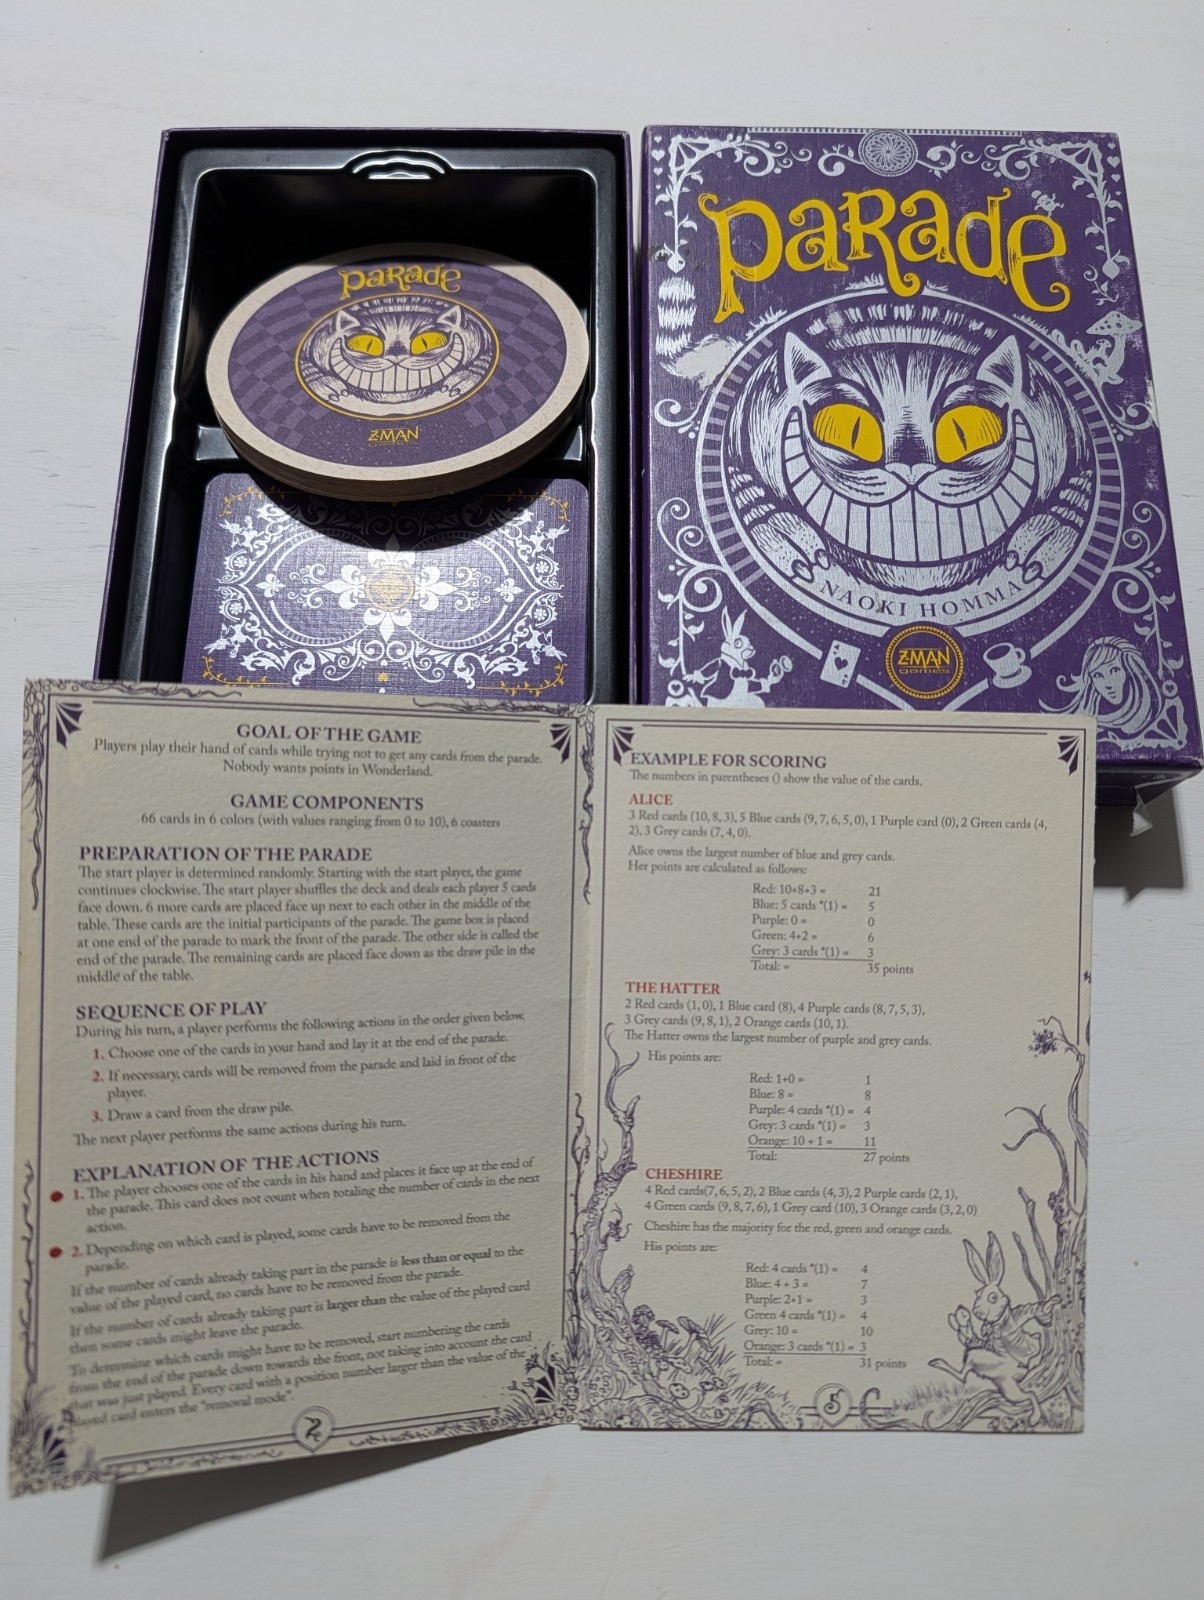 parade
Z-MAN
games
parade
NAOKI HOMMA
Z-MAN
games
GOAL OF THE GAME
Players play their hand of cards while trying not to get any cards from the parade.
Nobody wants points in Wonderland.
GAME COMPONENTS
66 cards in 6 colors (with values ranging from 0 to 10), 6 coasters
PREPARATION OF THE PARADE
The start player is determined randomly. Starting with the start player, the game
continues clockwise. The start player shuffles the deck and deals each player 5 cards
face down. 6 more cards are placed face up next to each other in the middle of the
table. These cards are the initial participants of the parade. The game box is placed
at one end of the parade to mark the front of the parade. The other side is called the
end of the parade. The remaining cards are placed face down as the draw pile in the
middle of the table.
SEQUENCE OF PLAY
During his turn, a player performs the following actions in the order given below.
1. Choose one of the cards in your hand and lay it at the end of the parade.
2. If necessary, cards will be removed from the parade and laid in front of the
player.
3. Draw a card from the draw pile.
The next player performs the same actions during his turn.
EXPLANATION OF THE ACTIONS
1. The player chooses one of the cards in his hand and places it face up at the end of
the parade. This card does not count when totaling the number of cards in the next
action.
2. Depending on which card is played, some cards have to be removed from the
parade.
If the number of cards already taking part in the parade is less than or equal to the
value of the played card, no cards have to be removed from the parade.
If the number of cards already taking part is larger than the value of the played card
then some cards might leave the parade.
To determine which cards might have to be removed, start numbering the cards
from the end of the parade down towards the front, not taking into account the card
that was just played. Every card with a position number larger than the value of the
played card enters the "removal mode".
2
EXAMPLE FOR SCORING
The numbers in parentheses () show the value of the cards.
ALICE
3 Red cards (10, 8, 3), 5 Blue cards (9, 7, 6, 5, 0), 1 Purple card (0), 2 Green cards (4,
2), 3 Grey cards (7, 4, 0).
Alice owns the largest number of blue and grey cards.
Her points are calculated as follows:
Red: 10+8+3 = 21
Blue: 5 cards *(1) = 5
Purple: 0 = 0
Green: 4+2 = 6
Grey: 3 cards *(1) = 3
Total: = 35 points
THE HATTER
2 Red cards (1, 0), 1 Blue card (8), 4 Purple cards (8, 7, 5, 3),
3 Grey cards (9, 8, 1), 2 Orange cards (10, 1).
The Hatter owns the largest number of purple and grey cards.
His points are:
Red: 1+0 = 1
Blue: 8 = 8
Purple: 4 cards *(1) = 4
Grey: 3 cards *(1) = 3
Orange: 10 + 1 = 11
Total: 27 points
CHESHIRE
4 Red cards(7, 6, 5, 2), 2 Blue cards (4, 3), 2 Purple cards (2, 1),
4 Green cards (9, 8, 7, 6), 1 Grey card (10), 3 Orange cards (3, 2, 0)
Cheshire has the majority for the red, green and orange cards.
His points are:
Red: 4 cards *(1) = 4
Blue: 4 + 3 = 7
Purple: 2+1 = 3
Green 4 cards *(1) = 4
Grey: 10 = 10
Orange: 3 cards *(1) = 3
Total: = 31 points
5